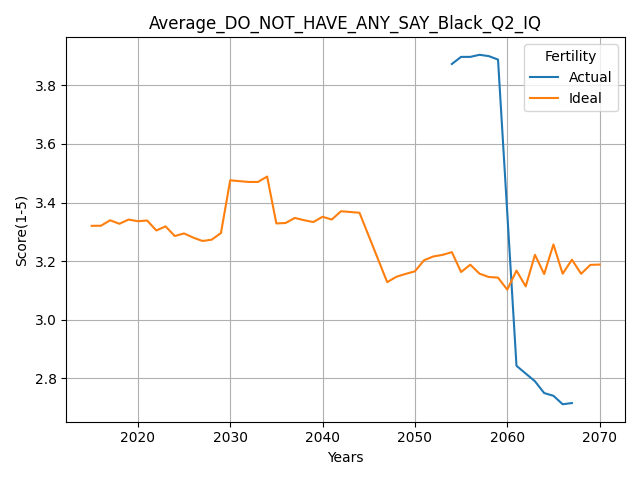 Average_DO_NOT_HAVE_ANY_SAY_Black_Q2_IQ
Fertility
Actual
Ideal
Score(1-5)
3.8
3.6
3.4
3.2
3.0
2.8
2020
2030
2040
2050
2060
2070
Years